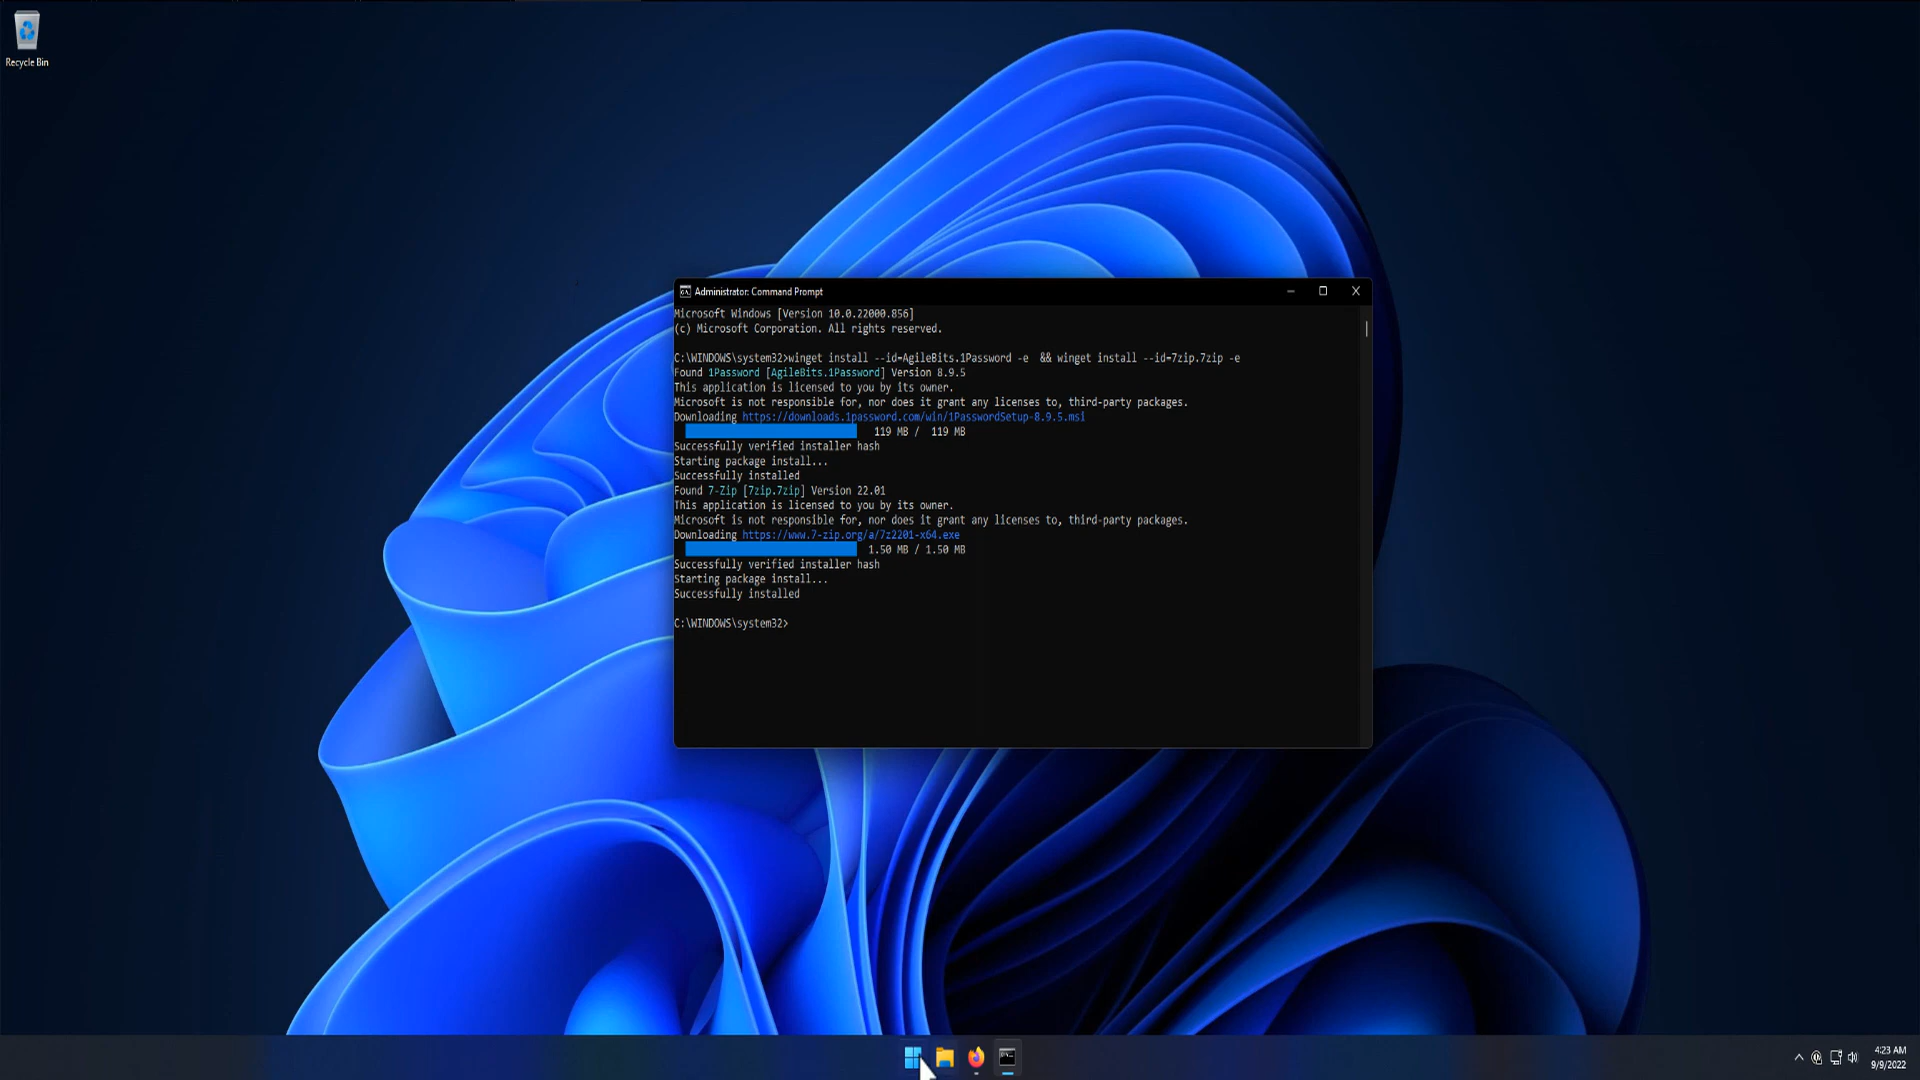 Recycle Bin
Administrator: Command Prompt
Microsoft Windows [Version 10.0.22000.856]
(c) Microsoft Corporation. All rights reserved.
C:\WINDOWS\system32>winget install --id=AgileBits.1Password -e  && winget install --id=7zip.7zip -e
Found 1Password [AgileBits.1Password] Version 8.9.5
This application is licensed to you by its owner.
Microsoft is not responsible for, nor does it grant any licenses to, third-party packages.
Downloading https://downloads.1password.com/win/1PasswordSetup-8.9.5.msi
119 MB /  119 MB
Successfully verified installer hash
Starting package install...
Successfully installed
Found 7-Zip [7zip.7zip] Version 22.01
This application is licensed to you by its owner.
Microsoft is not responsible for, nor does it grant any licenses to, third-party packages.
Downloading https://www.7-zip.org/a/7z2201-x64.exe
1.50 MB / 1.50 MB
Successfully verified installer hash
Starting package install...
Successfully installed
C:\WINDOWS\system32>
4:23 AM
9/9/2022